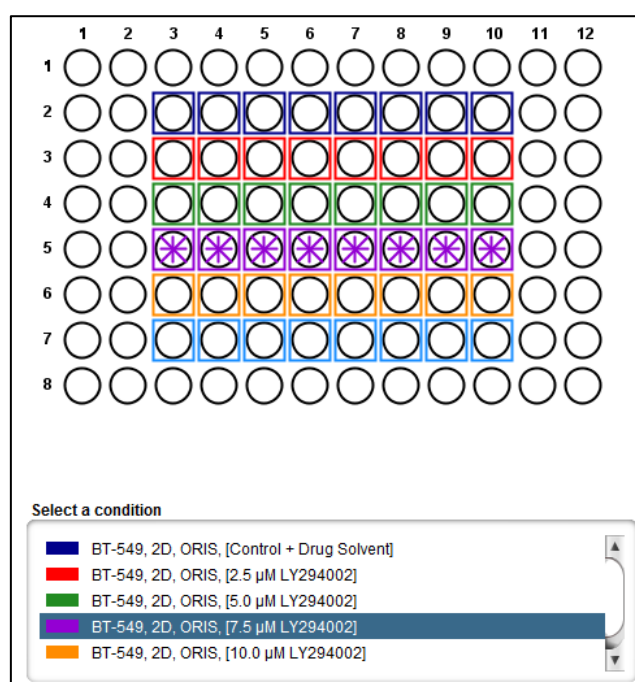 1 2 3 4 5 6 7 8 9 10 11 12
1
2
3
4
5
6
7
8
Select a condition
BT-549, 2D, ORIS, [Control + Drug Solvent]
BT-549, 2D, ORIS, [2.5 µM LY294002]
BT-549, 2D, ORIS, [5.0 µM LY294002]
BT-549, 2D, ORIS, [7.5 µM LY294002]
BT-549, 2D, ORIS, [10.0 µM LY294002]